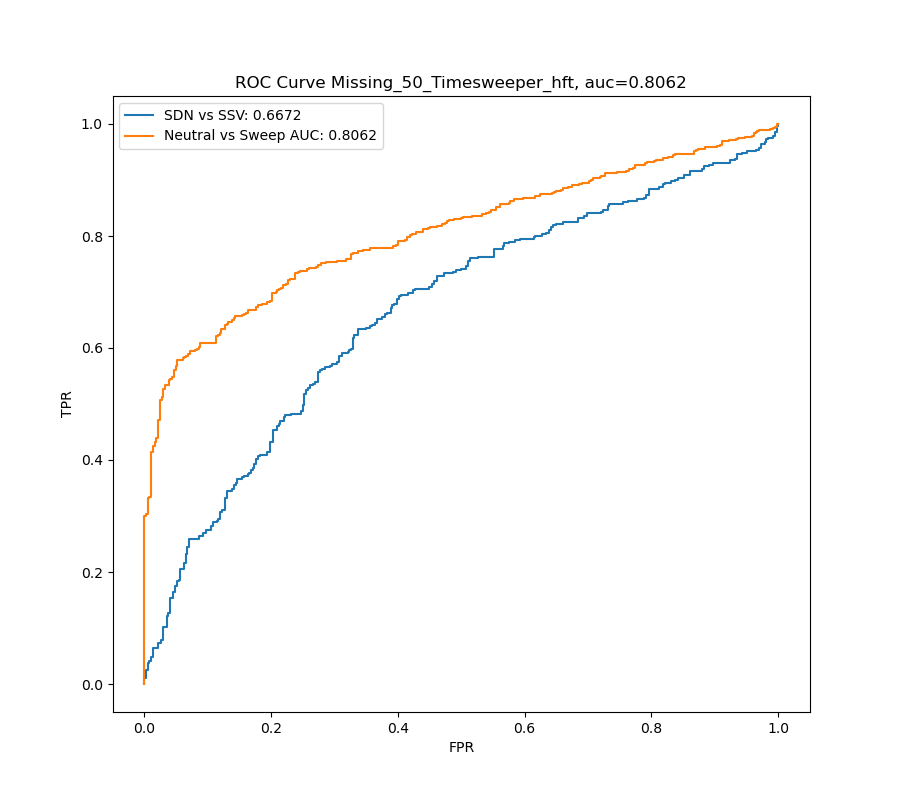 ROC Curve Missing_50_Timesweeper_hft, auc=0.8062
SDN vs SSV: 0.6672
Neutral vs Sweep AUC: 0.8062
1.0
0.8
0.6
0.4
0.2
0.0
TPR
0.0 0.2 0.4 0.6 0.8 1.0
FPR